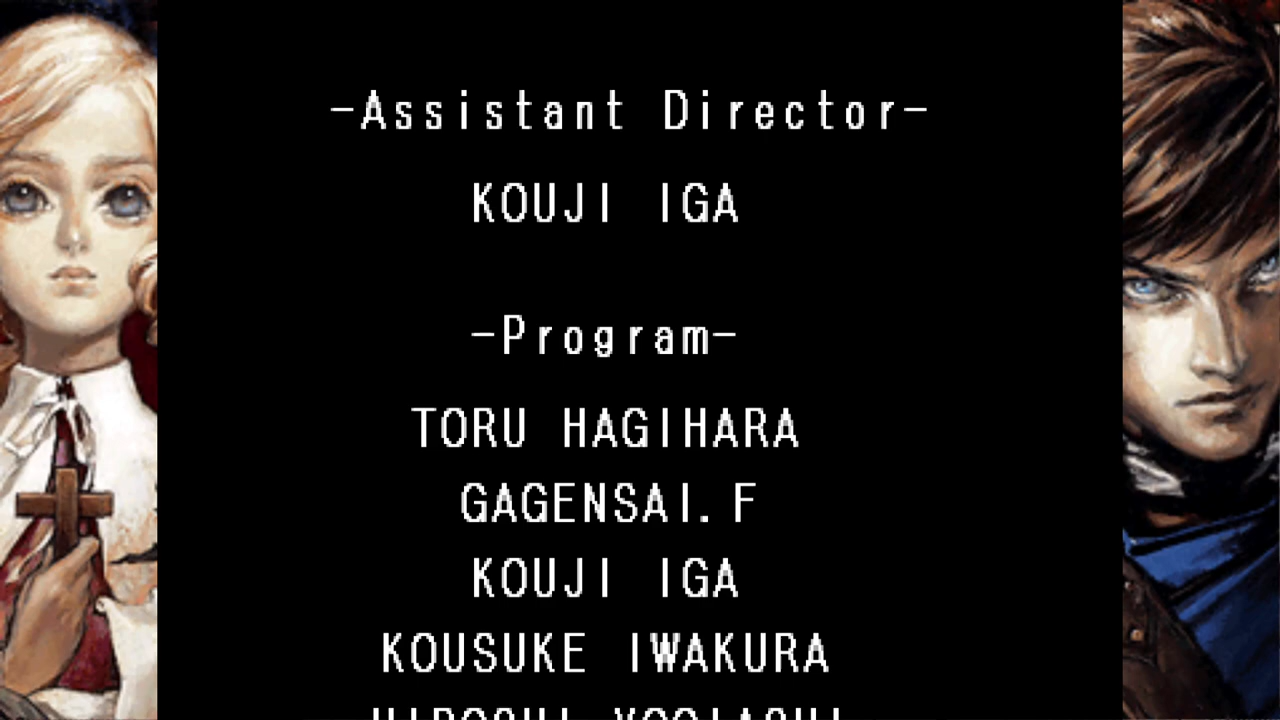 -Assistant Director-
KOUJI IGA
-Program-
TORU HAGIHARA
GAGENSAI.F
KOUJI IGA
KOUSUKE IWAKURA